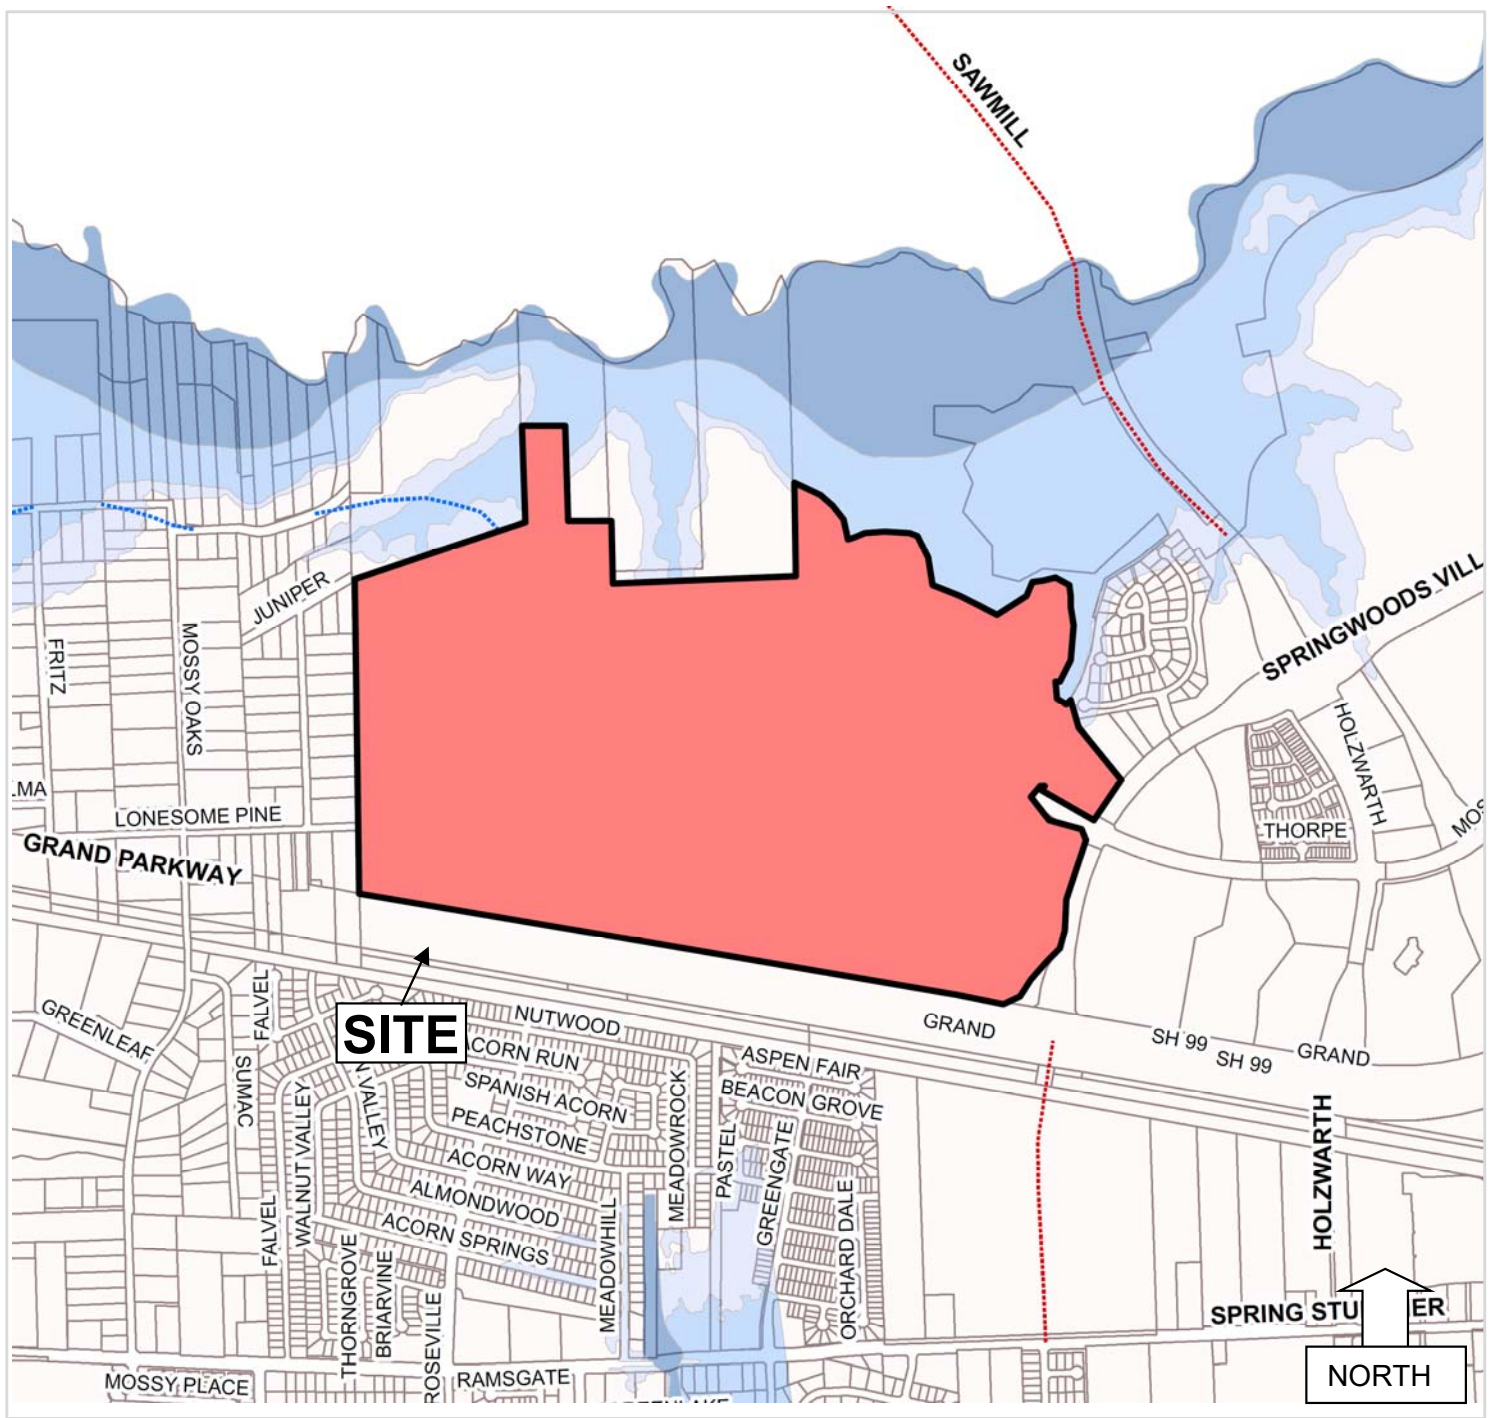 SAWMILL
SPRINGWOODS VILL
JUNIPER
FRITZ
MOSSY OAKS
HOLZWARTH
LMA
LONESOME PINE
THORPE
MOS
GRAND PARKWAY
GREENLEAF
FALVEL
SUMAC
SITE
NUTWOOD
GRAND
SH 99
SH 99
GRAND
ACORN RUN
ASPEN FAIR
SPANISH ACORN
BEACON GROVE
PEACHSTONE
WALNUT VALLEY
N VALLEY
MEADOWROCK
PASTEL
GREENGATE
ACORN WAY
ALMONDWOOD
ACORN SPRINGS
FALVEL
THORNGROVE
BRIARVINE
ROSEVILLE
MEADOWHILL
ORCHARD DALE
HOLZWARTH
SPRING STU ER
MOSSY PLACE
RAMSGATE
NORTH